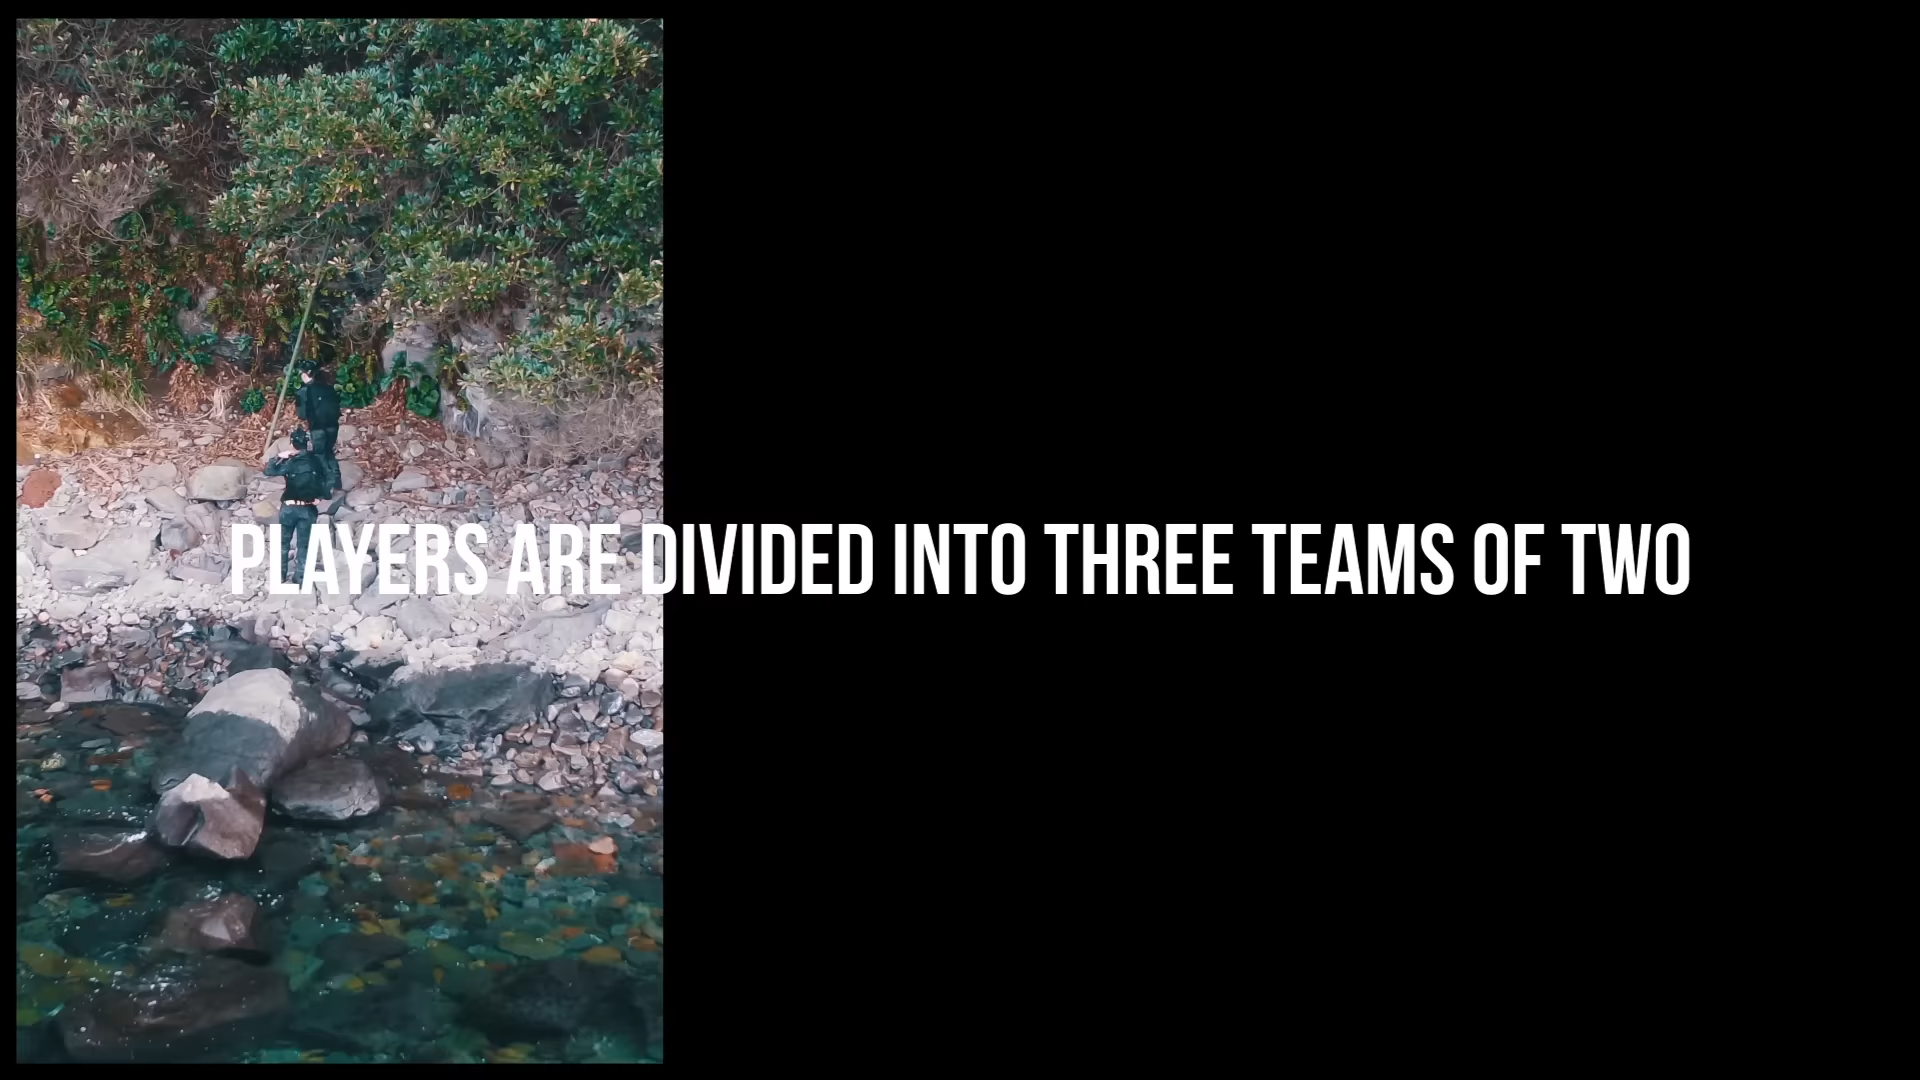 PLAYERS ARE DIVIDED INTO THREE TEAMS OF TWO